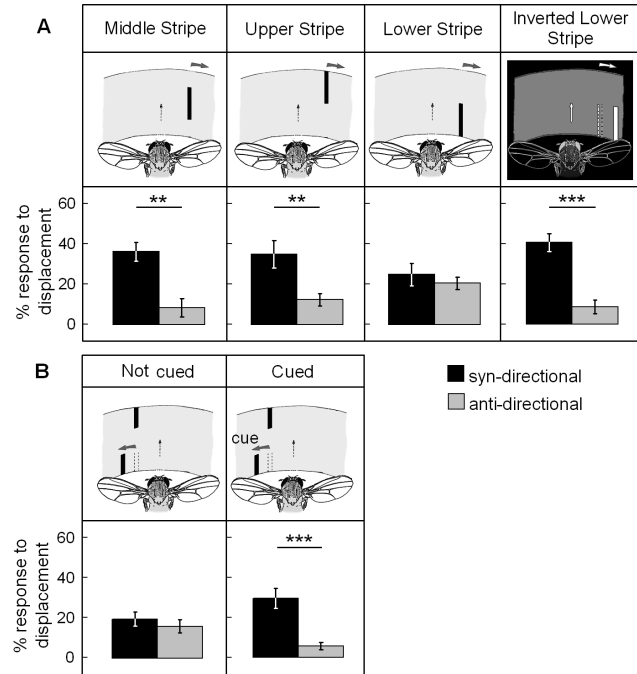 A
Middle Stripe
Upper Stripe
Lower Stripe
Inverted Lower
Stripe
% response to
displacement
60
40
20
0
**
**
***
B
Not cued
Cued
cue
syn-directional
anti-directional
% response to
displacement
60
40
20
0
***